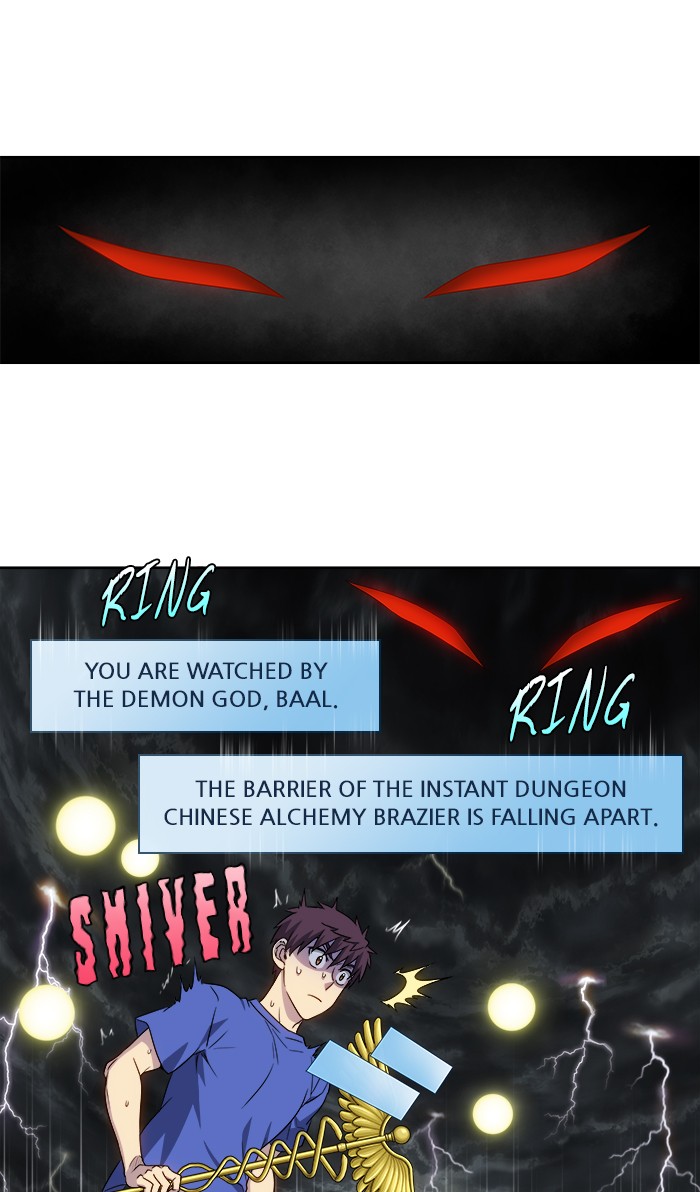 RING
YOU ARE WATCHED BY
THE DEMON GOD, BAAL.
RING
THE BARRIER OF THE INSTANT DUNGEON
CHINESE ALCHEMY BRAZIER IS FALLING APART.
SHIVER